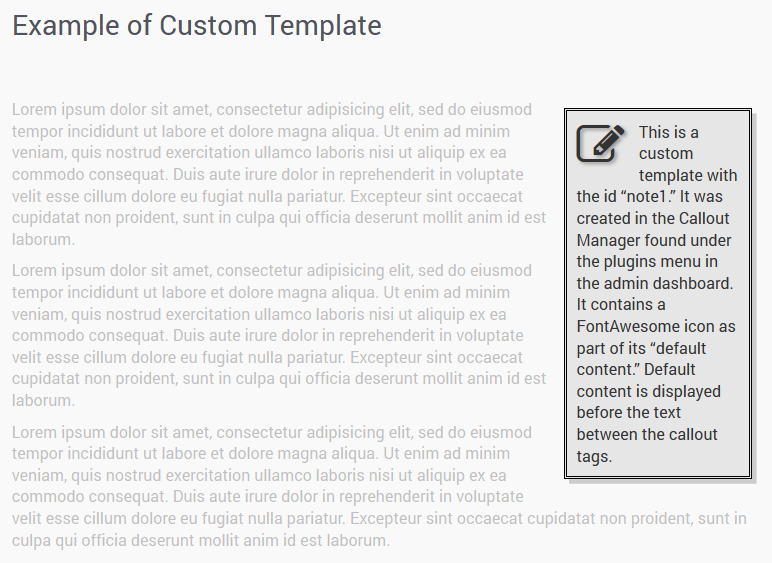 Example of Custom Template
Lorem ipsum dolor sit amet, consectetur adipisicing elit, sed do eiusmod
tempor incididunt ut labore et dolore magna aliqua. Ut enim ad minim
veniam, quis nostrud exercitation ullamco laboris nisi ut aliquip ex ea
commodo consequat. Duis aute irure dolor in reprehenderit in voluptate
velit esse cillum dolore eu fugiat nulla pariatur. Excepteur sint occaecat
cupidatat non proident, sunt in culpa qui officia deserunt mollit anim id est
laborum.
Lorem ipsum dolor sit amet, consectetur adipisicing elit, sed do eiusmod
tempor incididunt ut labore et dolore magna aliqua. Ut enim ad minim
veniam, quis nostrud exercitation ullamco laboris nisi ut aliquip ex ea
commodo consequat. Duis aute irure dolor in reprehenderit in voluptate
velit esse cillum dolore eu fugiat nulla pariatur. Excepteur sint occaecat
cupidatat non proident, sunt in culpa qui officia deserunt mollit anim id est
laborum.
Lorem ipsum dolor sit amet, consectetur adipisicing elit, sed do eiusmod
tempor incididunt ut labore et dolore magna aliqua. Ut enim ad minim
veniam, quis nostrud exercitation ullamco laboris nisi ut aliquip ex ea
commodo consequat. Duis aute irure dolor in reprehenderit in voluptate
velit esse cillum dolore eu fugiat nulla pariatur. Excepteur sint occaecat cupidatat non proident, sunt in
culpa qui officia deserunt mollit anim id est laborum.
This is a
custom
template with
the id “note1.” It was
created in the Callout
Manager found under
the plugins menu in
the admin dashboard.
It contains a
FontAwesome icon as
part of its “default
content.” Default
content is displayed
before the text
between the callout
tags.